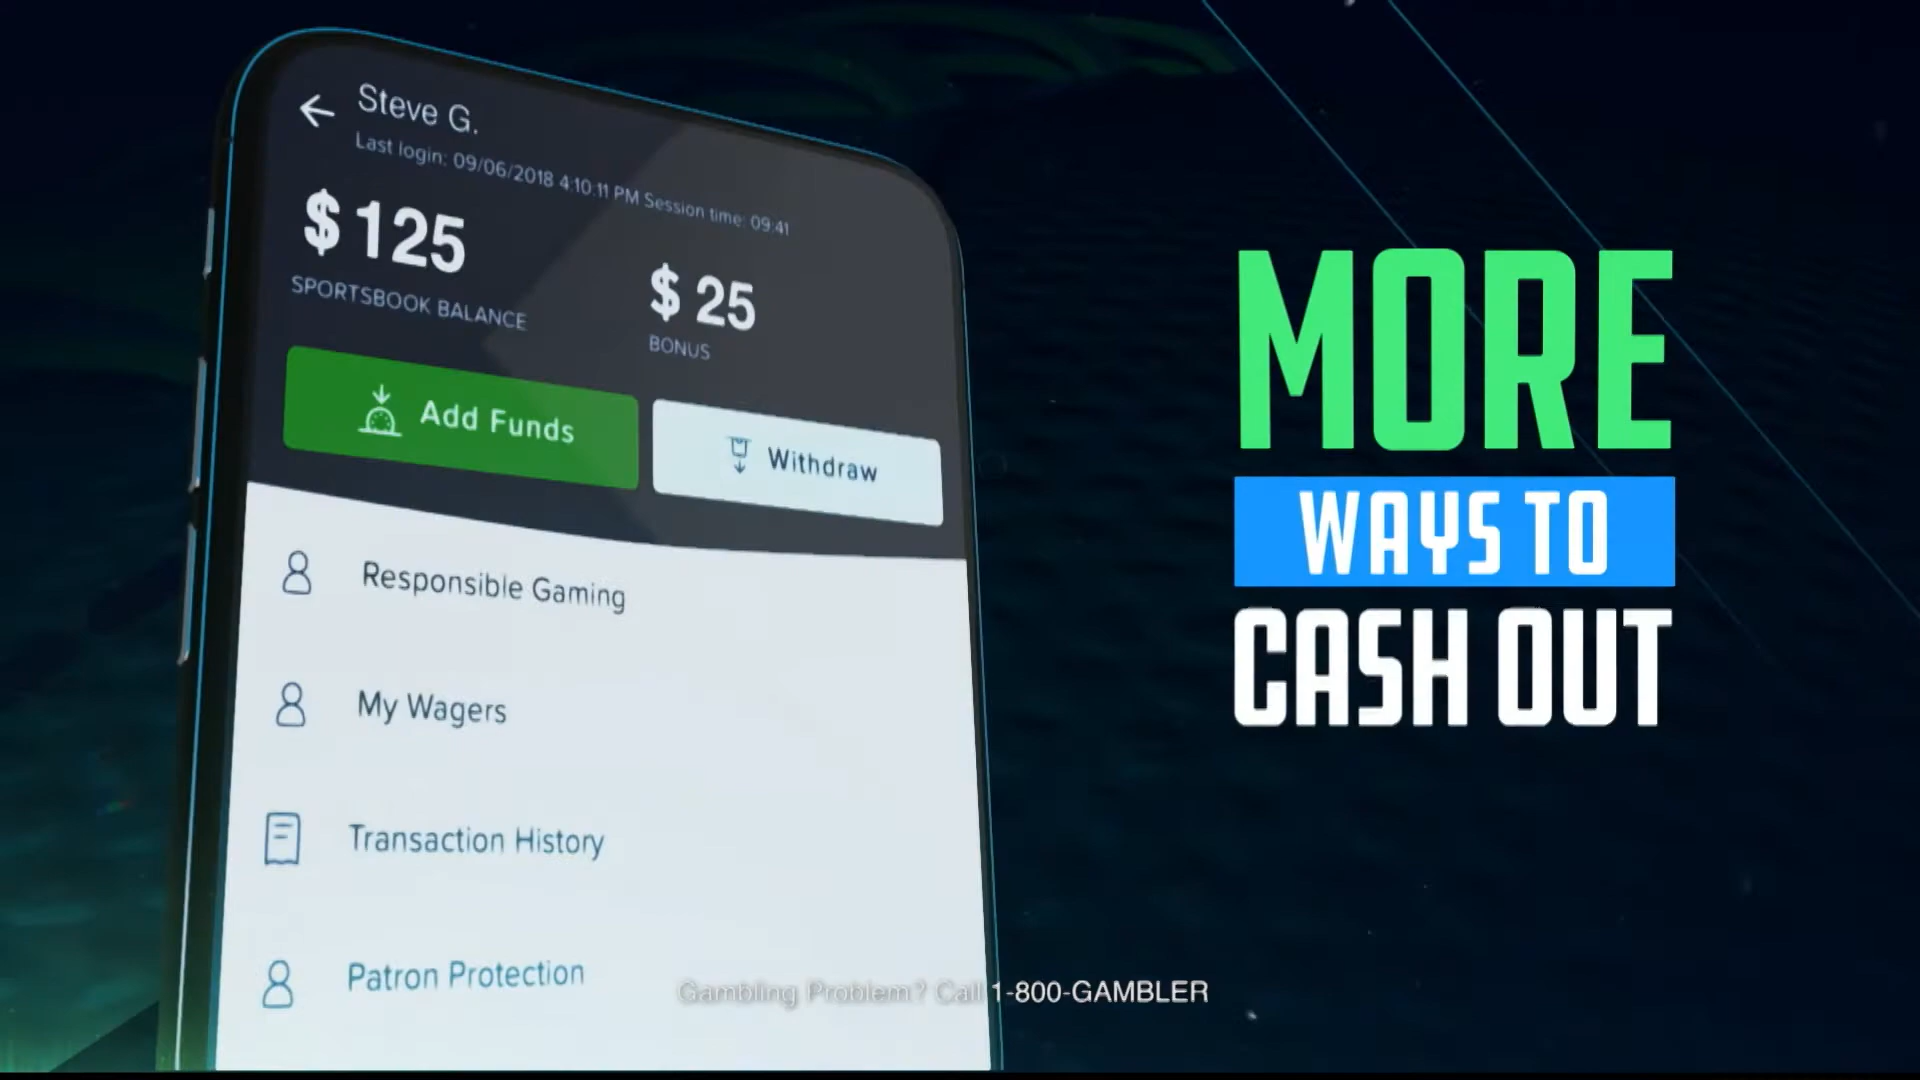 Steve G.
Last login: 09/06/2018 4:10:11 PM Session time: 09:41
$125
SPORTSBOOK BALANCE
$ 25
BONUS
Add Funds
Withdraw
Responsible Gaming
My Wagers
Transaction History
Patron Protection
MORE
WAYS TO
CASH OUT
Gambling Problem? Call 1-800-GAMBLER